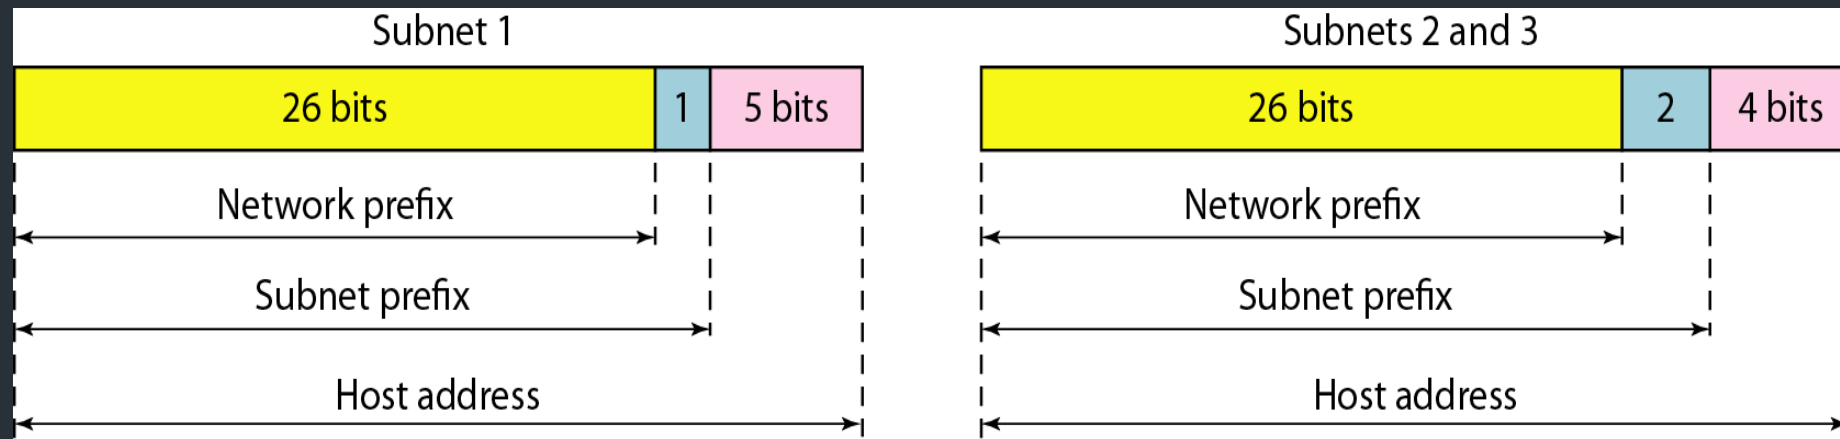 Subnet 1
26 bits
1
5 bits
Network prefix
Subnet prefix
Host address
Subnets 2 and 3
26 bits
2
4 bits
Network prefix
Subnet prefix
Host address